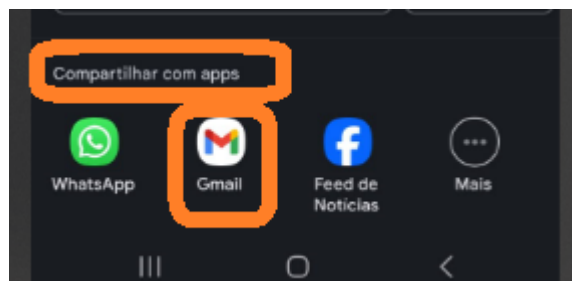 Compartilhar com apps
WhatsApp
Gmail
Feed de
Notícias
Mais